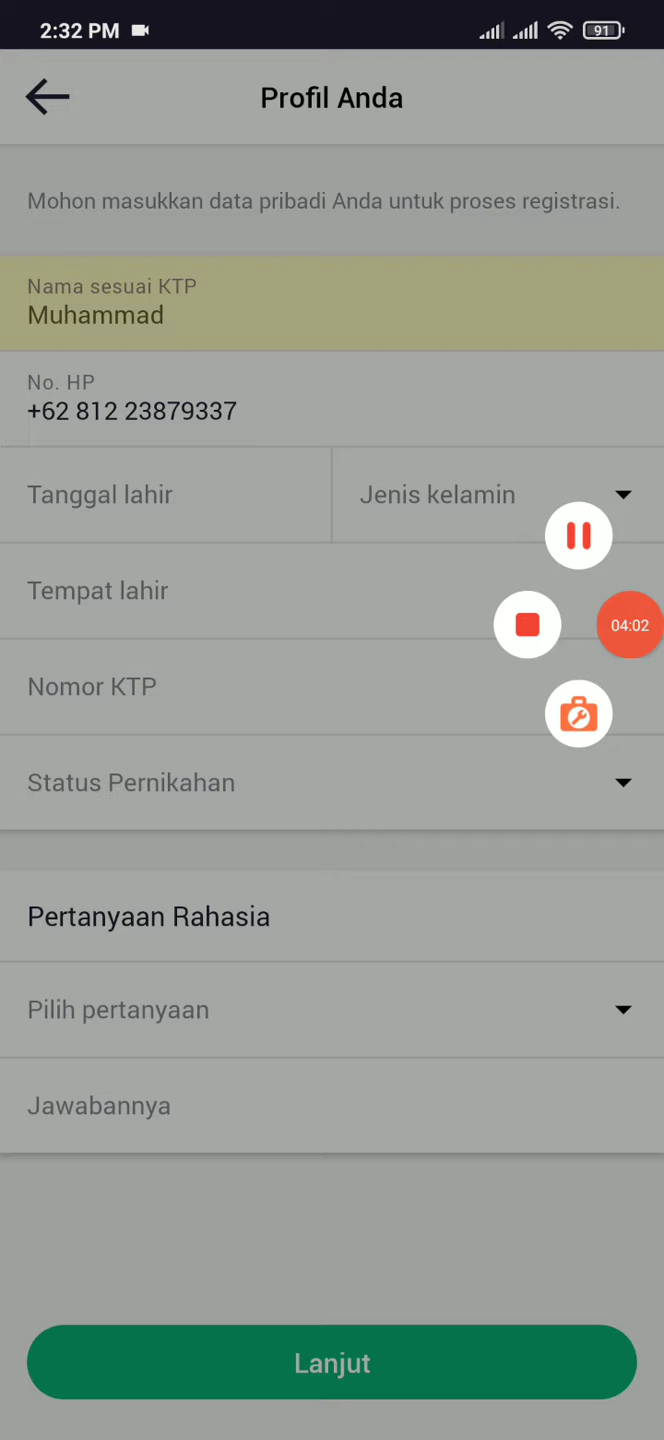 2:32 PM
91
Profil Anda
Mohon masukkan data pribadi Anda untuk proses registrasi.
Nama sesuai KTP
Muhammad
No. HP
+62 812 23879337
Tanggal lahir
Jenis kelamin
Tempat lahir
04:02
Nomor KTP
Status Pernikahan
Pertanyaan Rahasia
Pilih pertanyaan
Jawabannya
Lanjut